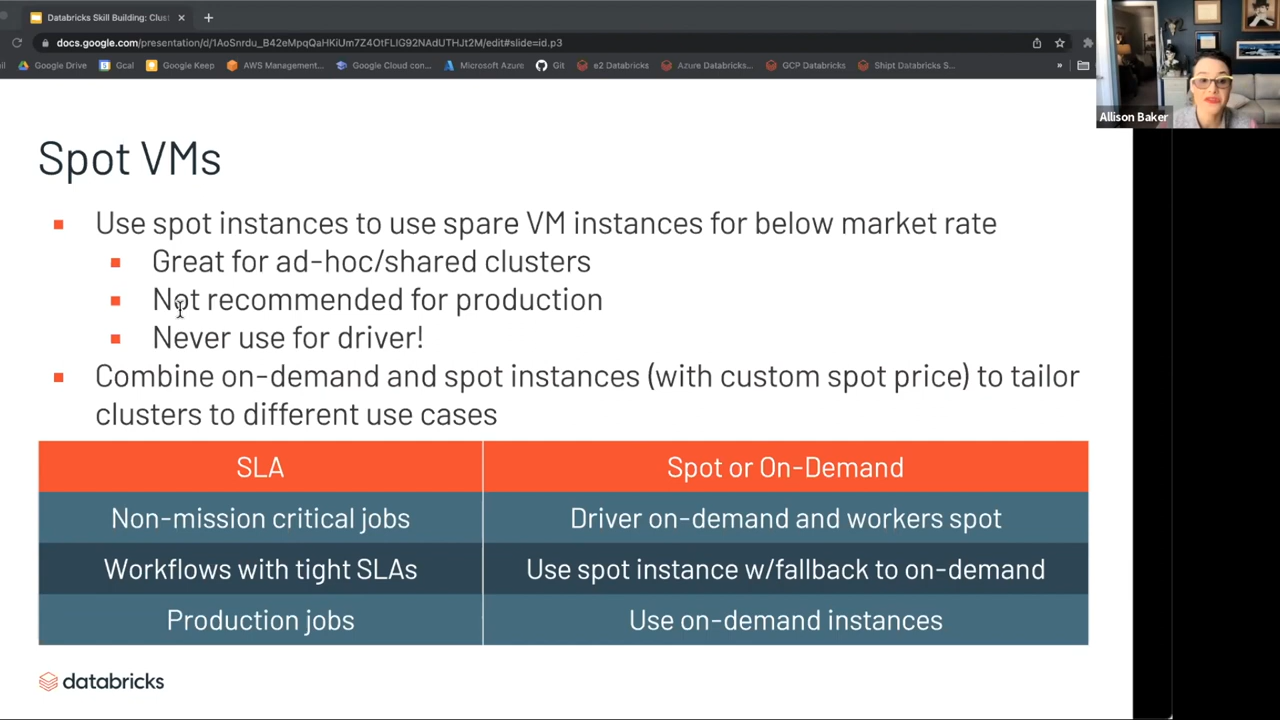 Databricks Skill Building: Clus
docs.google.com/presentation/d/1AoSnrdu_B42eMpqQaHKiUm7Z4OtFLIG92NAdUTHJt2M/edit#slide=id.p3
Google Drive Gcal Google Keep AWS Management... Google Cloud con... Microsoft Azure Git e2 Databricks Azure Databricks... GCP Databricks Shipt Databricks S... »
Allison Baker
Spot VMs
Use spot instances to use spare VM instances for below market rate
Great for ad-hoc/shared clusters
Not recommended for production
Never use for driver!
Combine on-demand and spot instances (with custom spot price) to tailor
clusters to different use cases
SLA Spot or On-Demand
Non-mission critical jobs Driver on-demand and workers spot
Workflows with tight SLAs Use spot instance w/fallback to on-demand
Production jobs Use on-demand instances
databricks